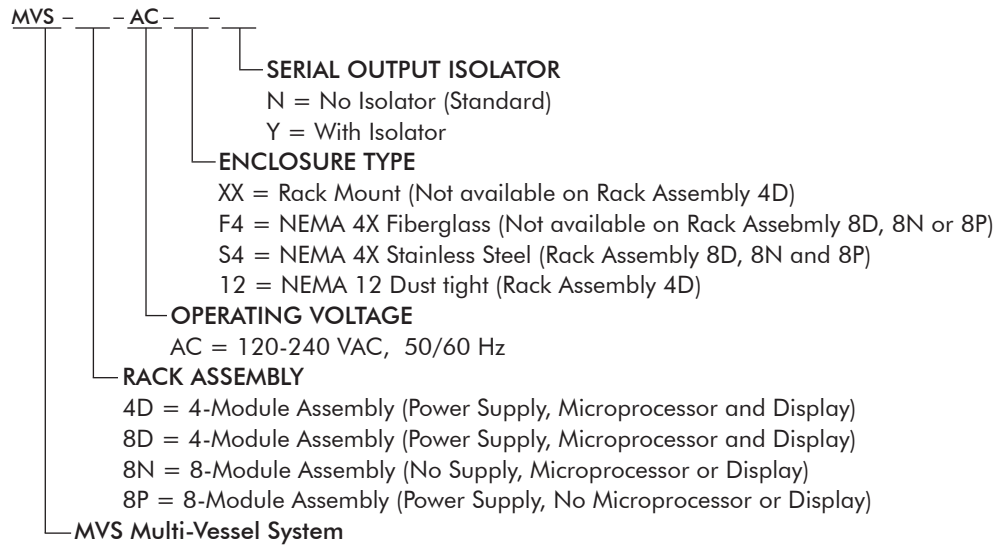 MVS – – AC – –
SERIAL OUTPUT ISOLATOR
N = No Isolator (Standard)
Y = With Isolator
ENCLOSURE TYPE
XX = Rack Mount (Not available on Rack Assembly 4D)
F4 = NEMA 4X Fiberglass (Not available on Rack Assebmly 8D, 8N or 8P)
S4 = NEMA 4X Stainless Steel (Rack Assembly 8D, 8N and 8P)
12 = NEMA 12 Dust tight (Rack Assembly 4D)
OPERATING VOLTAGE
AC = 120-240 VAC, 50/60 Hz
RACK ASSEMBLY
4D = 4-Module Assembly (Power Supply, Microprocessor and Display)
8D = 4-Module Assembly (Power Supply, Microprocessor and Display)
8N = 8-Module Assembly (No Supply, Microprocessor or Display)
8P = 8-Module Assembly (Power Supply, No Microprocessor or Display)
MVS Multi-Vessel System